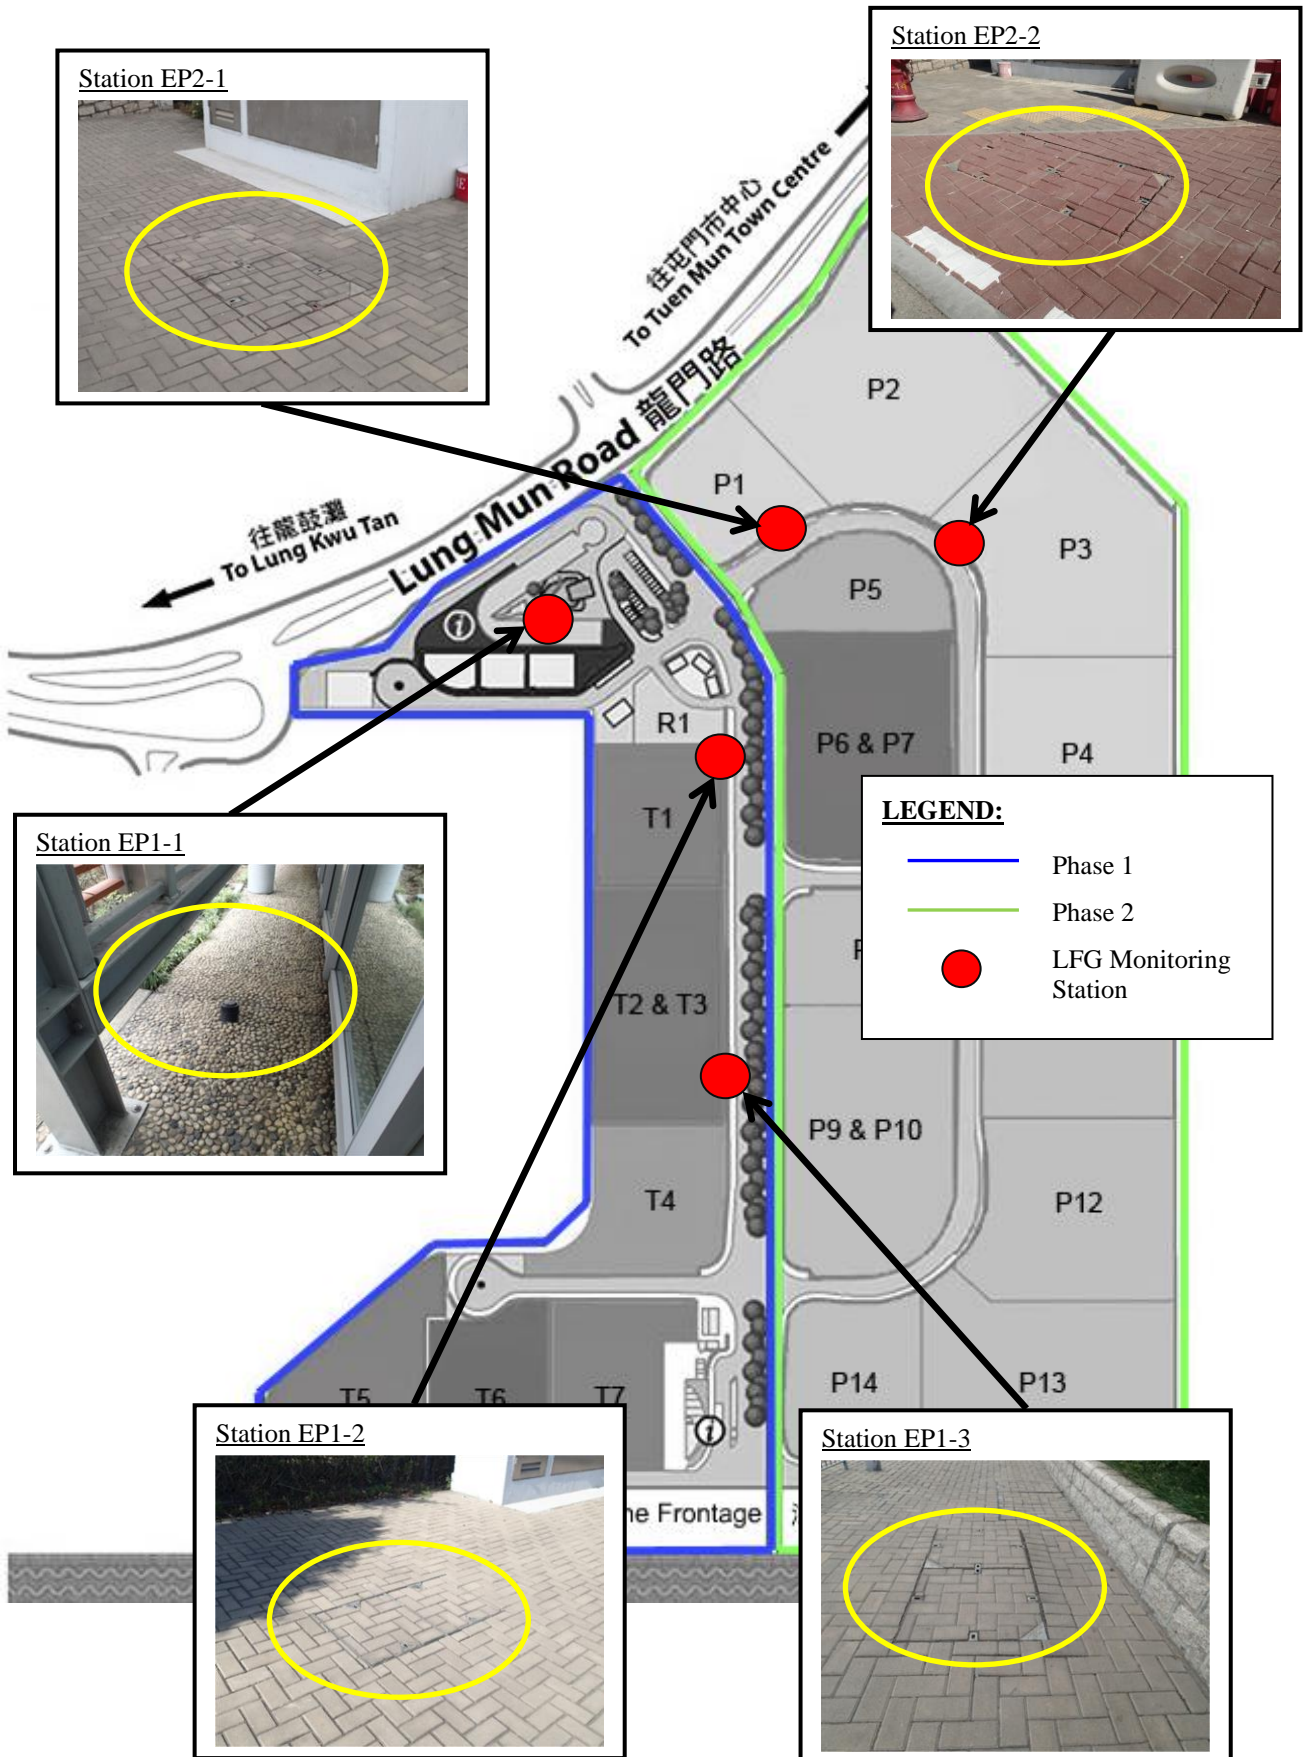 Station EP2-2
Station EP2-1
往屯門市中心
To Tuen Mun Town Centre
Lung Mun Road 龍門路
往龍鼓灘
To Lung Kwu Tan
P2
P1
P3
P5
i
R1
P6 & P7
P4
T1
LEGEND:
Phase 1
Phase 2
LFG Monitoring
Station
Station EP1-1
T2 & T3
P9 & P10
T4
P12
T5
T6
T7
P14
P13
i
Station EP1-2
Station EP1-3
Frontage